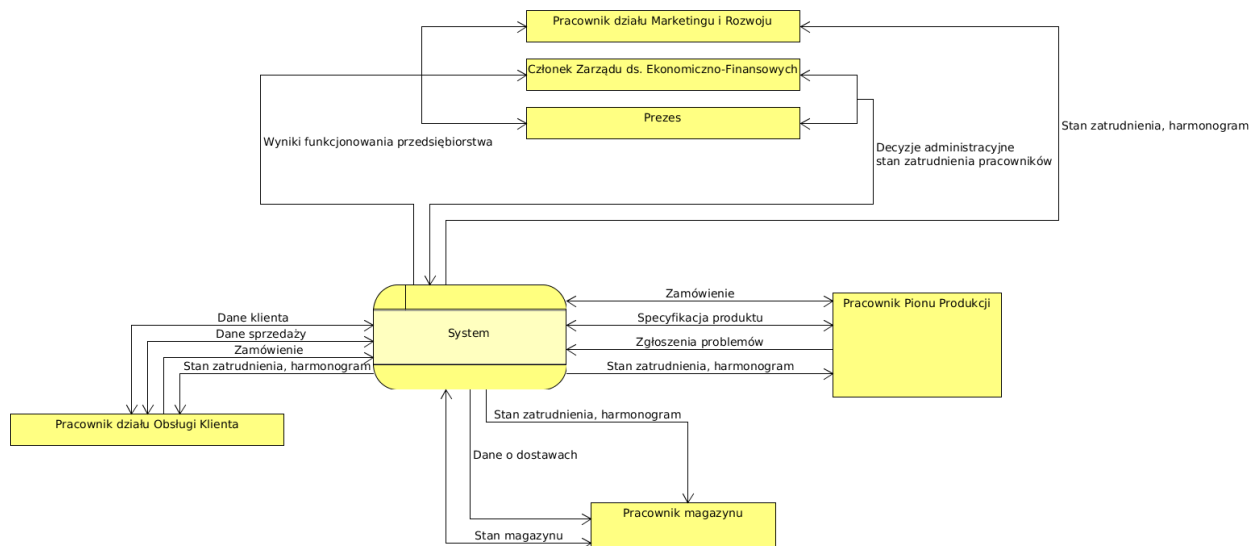 Pracownik działu Marketingu i Rozwoju
Członek Zarządu ds. Ekonomiczno-Finansowych
Prezes
Stan zatrudnienia, harmonogram
Wyniki funkcjonowania przedsiębiorstwa
Decyzje administracyjne
stan zatrudnienia pracowników
Zamówienie
Pracownik Pionu Produkcji
Dane klienta
Specyfikacja produktu
Dane sprzedaży
System
Zgłoszenia problemów
Zamówienie
Stan zatrudnienia, harmonogram
Stan zatrudnienia, harmonogram
Stan zatrudnienia, harmonogram
Pracownik działu Obsługi Klienta
Dane o dostawach
Pracownik magazynu
Stan magazynu